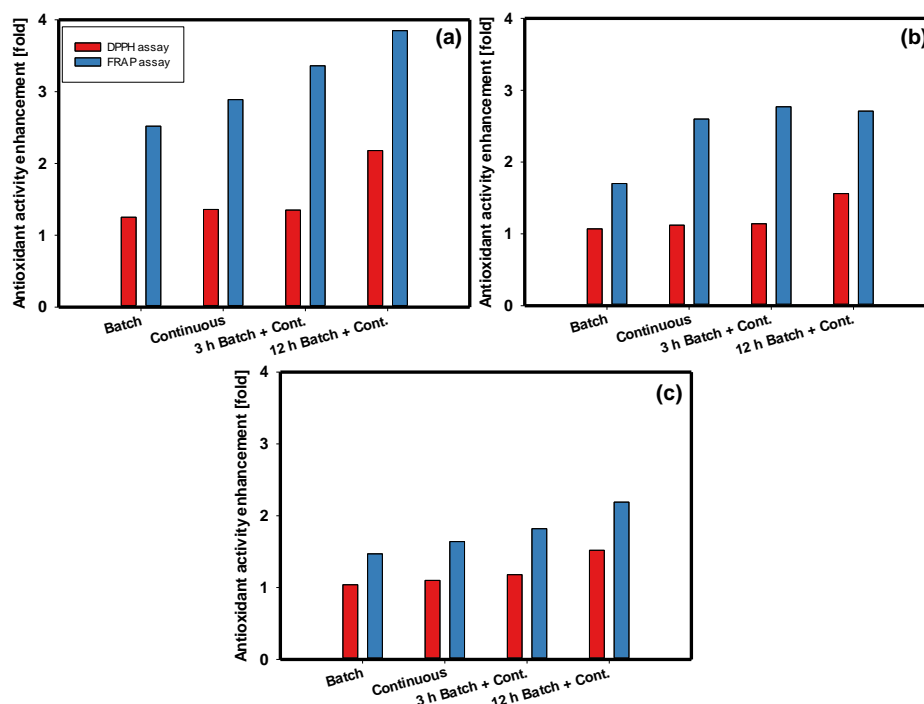 Antioxidant activity enhancement [fold]
4
3
2
1
0
DPPH assay
FRAP assay
(a)
Batch
Continuous
3 h Batch + Cont.
12 h Batch + Cont.
Antioxidant activity enhancement [fold]
4
3
2
1
0
(b)
Batch
Continuous
3 h Batch + Cont.
12 h Batch + Cont.
Antioxidant activity enhancement [fold]
4
3
2
1
0
(c)
Batch
Continuous
3 h Batch + Cont.
12 h Batch + Cont.